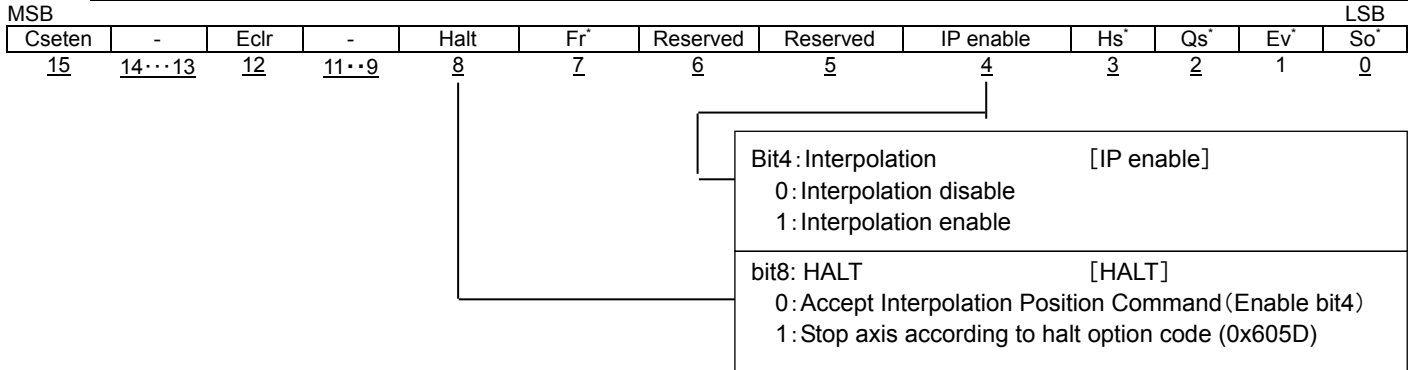 MSB LSB
Cseten - Eclr - Halt Fr* Reserved Reserved IP enable Hs* Qs* Ev* So*
15 14···13 12 11··9 8 7 6 5 4 3 2 1 0
Bit4:Interpolation [IP enable]
0:Interpolation disable
1:Interpolation enable
bit8: HALT [HALT]
0:Accept Interpolation Position Command(Enable bit4)
1:Stop axis according to halt option code (0x605D)